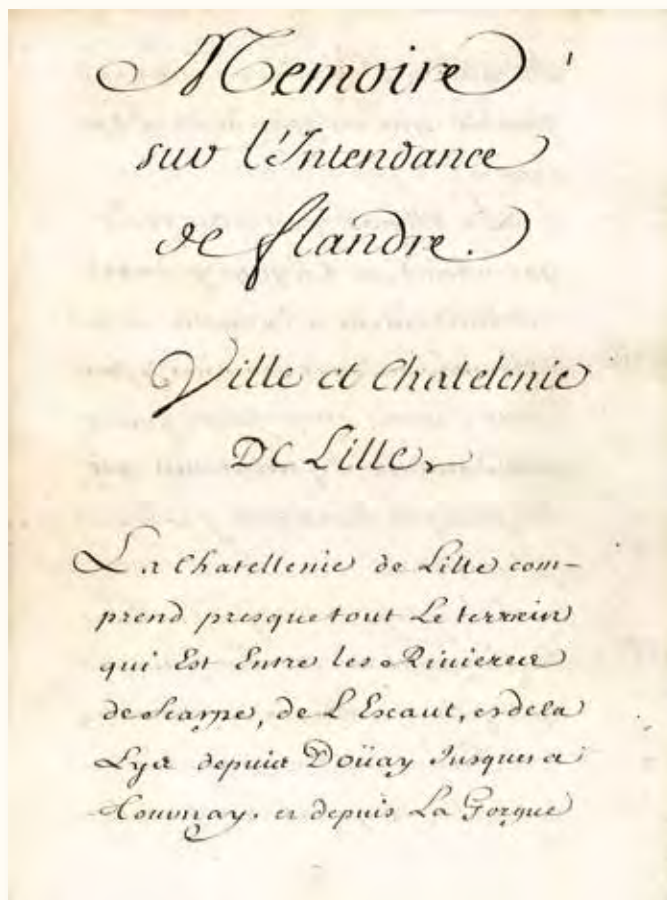 Memoire
sur l'Intendance
de flandre.
Ville et Chatelenie
De Lille
La Chatellenie de Lille com-
prend presque tout Le terrein
qui Est Entre les Rivieres
de Scarpe, de L'Escaut, et de la
Lys depuis Doüay Jusques a
Tournay. et depuis La Gorgue